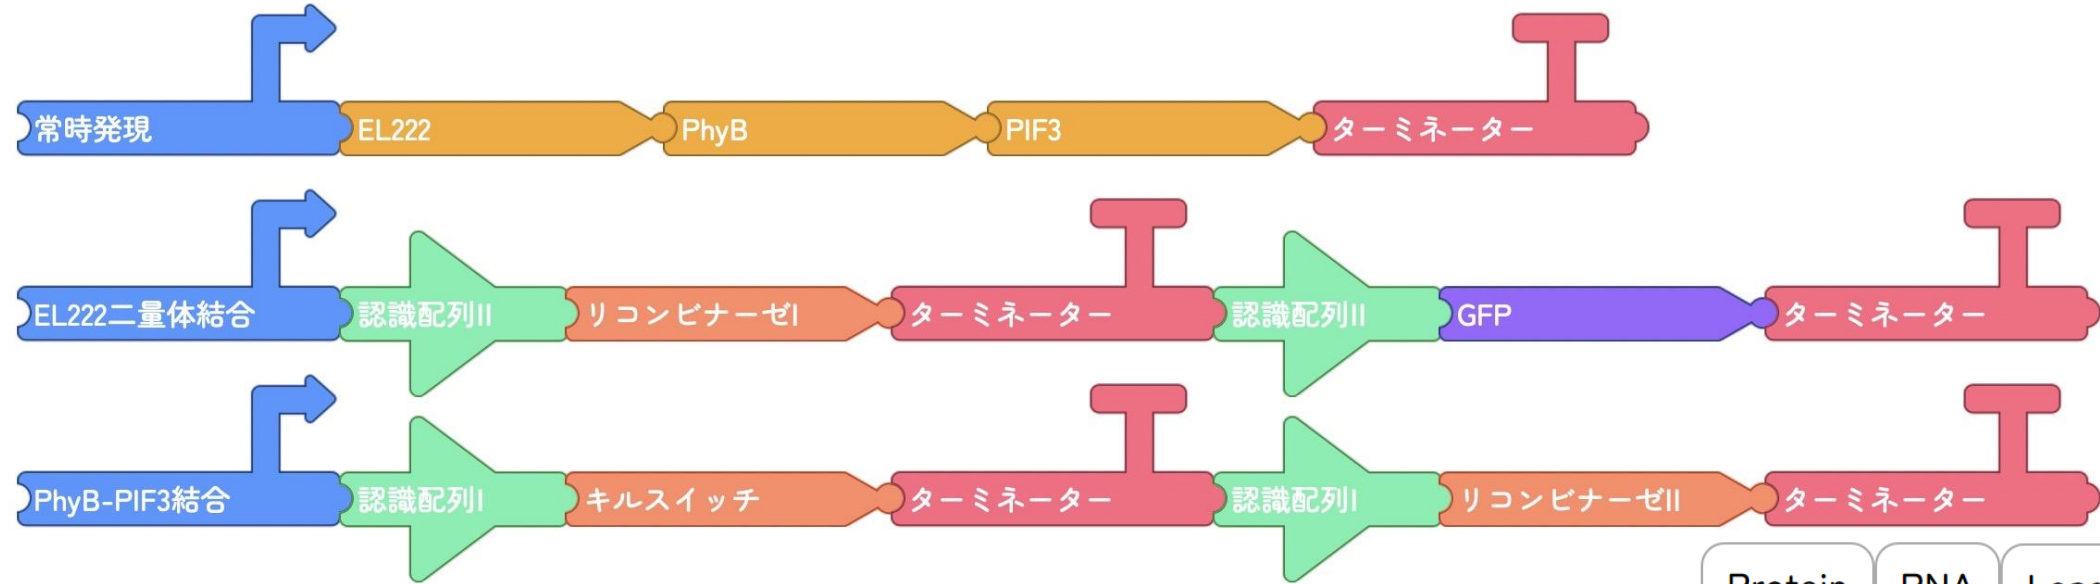 常時発現 EL222 PhyB PIF3 ターミネーター
EL222二量体結合 認識配列II リコンビナーゼI ターミネーター 認識配列II GFP ターミネーター
PhyB-PIF3結合 認識配列I キルスイッチ ターミネーター 認識配列I リコンビナーゼII ターミネーター